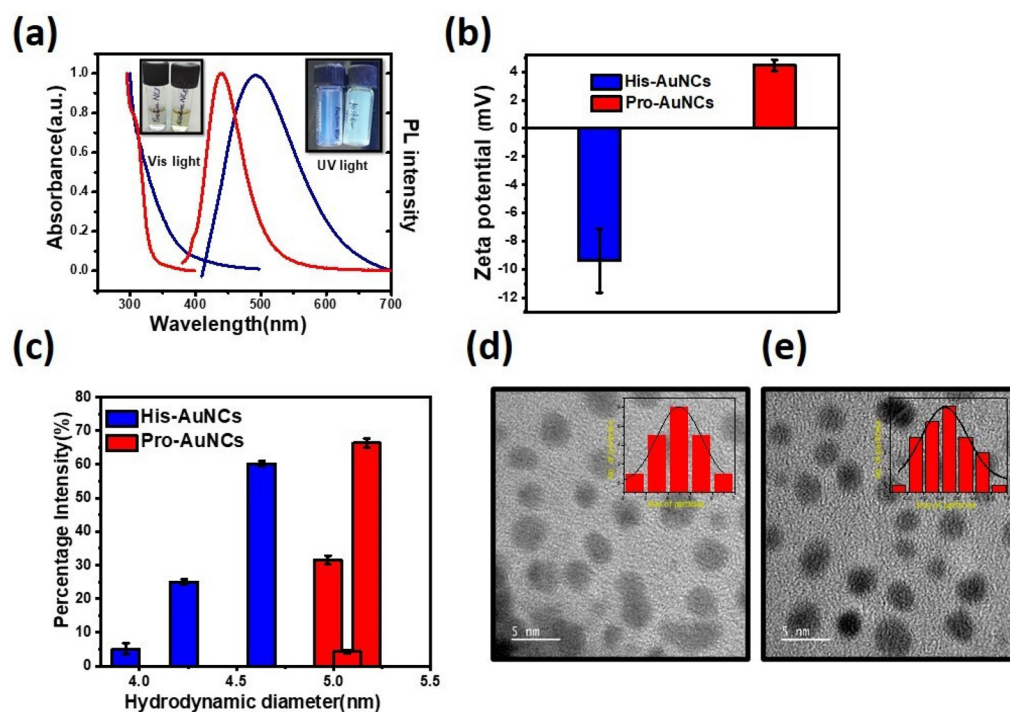 (a)
1.0
0.8
0.6
0.4
0.2
0.0
Absorbance(a.u.)
Vis light
UV light
PL intensity
300 400 500 600 700
Wavelength(nm)
(b)
4
2
0
-2
-4
-6
-8
-10
-12
Zeta potential (mV)
His-AuNCs
Pro-AuNCs
(c)
80
70
60
50
40
30
20
10
0
Percentage Intensity(%)
His-AuNCs
Pro-AuNCs
4.0 4.5 5.0 5.5
Hydrodynamic diameter(nm)
(d)
5 nm
(e)
5 nm